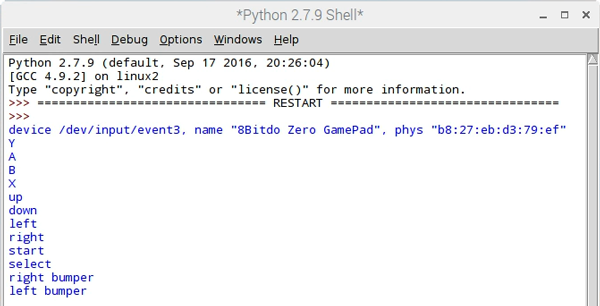 *Python 2.7.9 Shell*
File Edit Shell Debug Options Windows Help
Python 2.7.9 (default, Sep 17 2016, 20:26:04)
[GCC 4.9.2] on linux2
Type "copyright", "credits" or "license()" for more information.
>>> ================================ RESTART ================================
>>>
device /dev/input/event3, name "8Bitdo Zero GamePad", phys "b8:27:eb:d3:79:ef"
Y
A
B
X
up
down
left
right
start
select
right bumper
left bumper